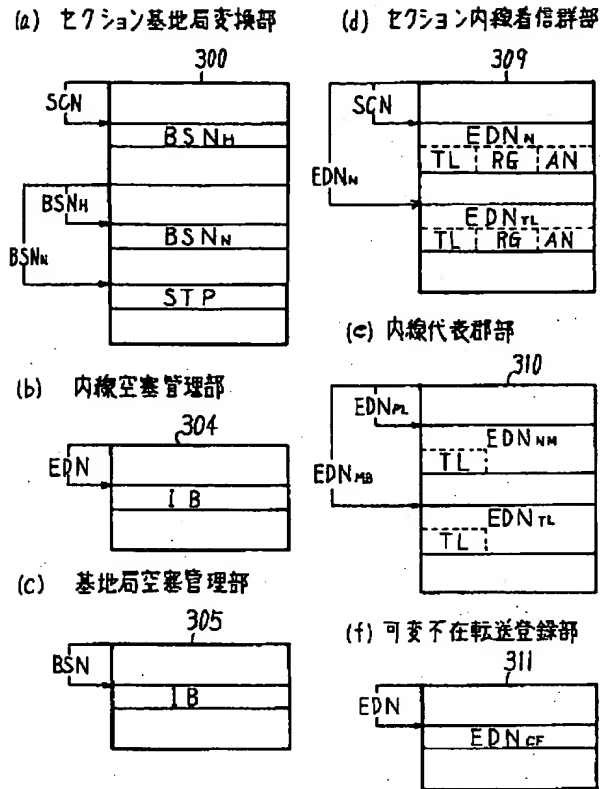 (a) セクション基地局変換部
300
SCN
BSNH
BSNH
BSNN
BSNN
STP
(b) 内線空塞管理部
304
EDN
IB
(c) 基地局空塞管理部
305
BSN
IB
(d) セクション内線着信群部
309
SCN
EDNN
TL RG AN
EDNN
EDNTL
TL RG AN
(e) 内線代表郡部
310
EDNPL
EDNNM
TL
EDNMB
EDNTL
TL
(f) 可変不在転送登録部
311
EDN
EDNCF